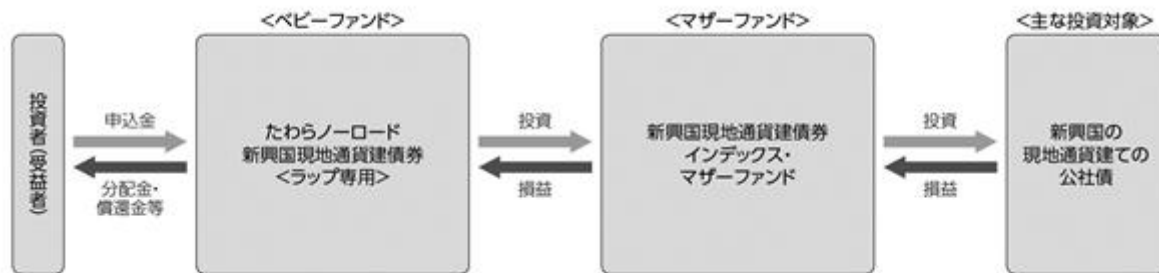 <ベビーファンド>
<マザーファンド>
<主な投資対象>
投資者(受益者)
申込金
分配金・
償還金等
たわらノーロード
新興国現地通貨建債券
<ラップ専用>
投資
損益
新興国現地通貨建債券
インデックス・
マザーファンド
投資
損益
新興国の
現地通貨建ての
公社債